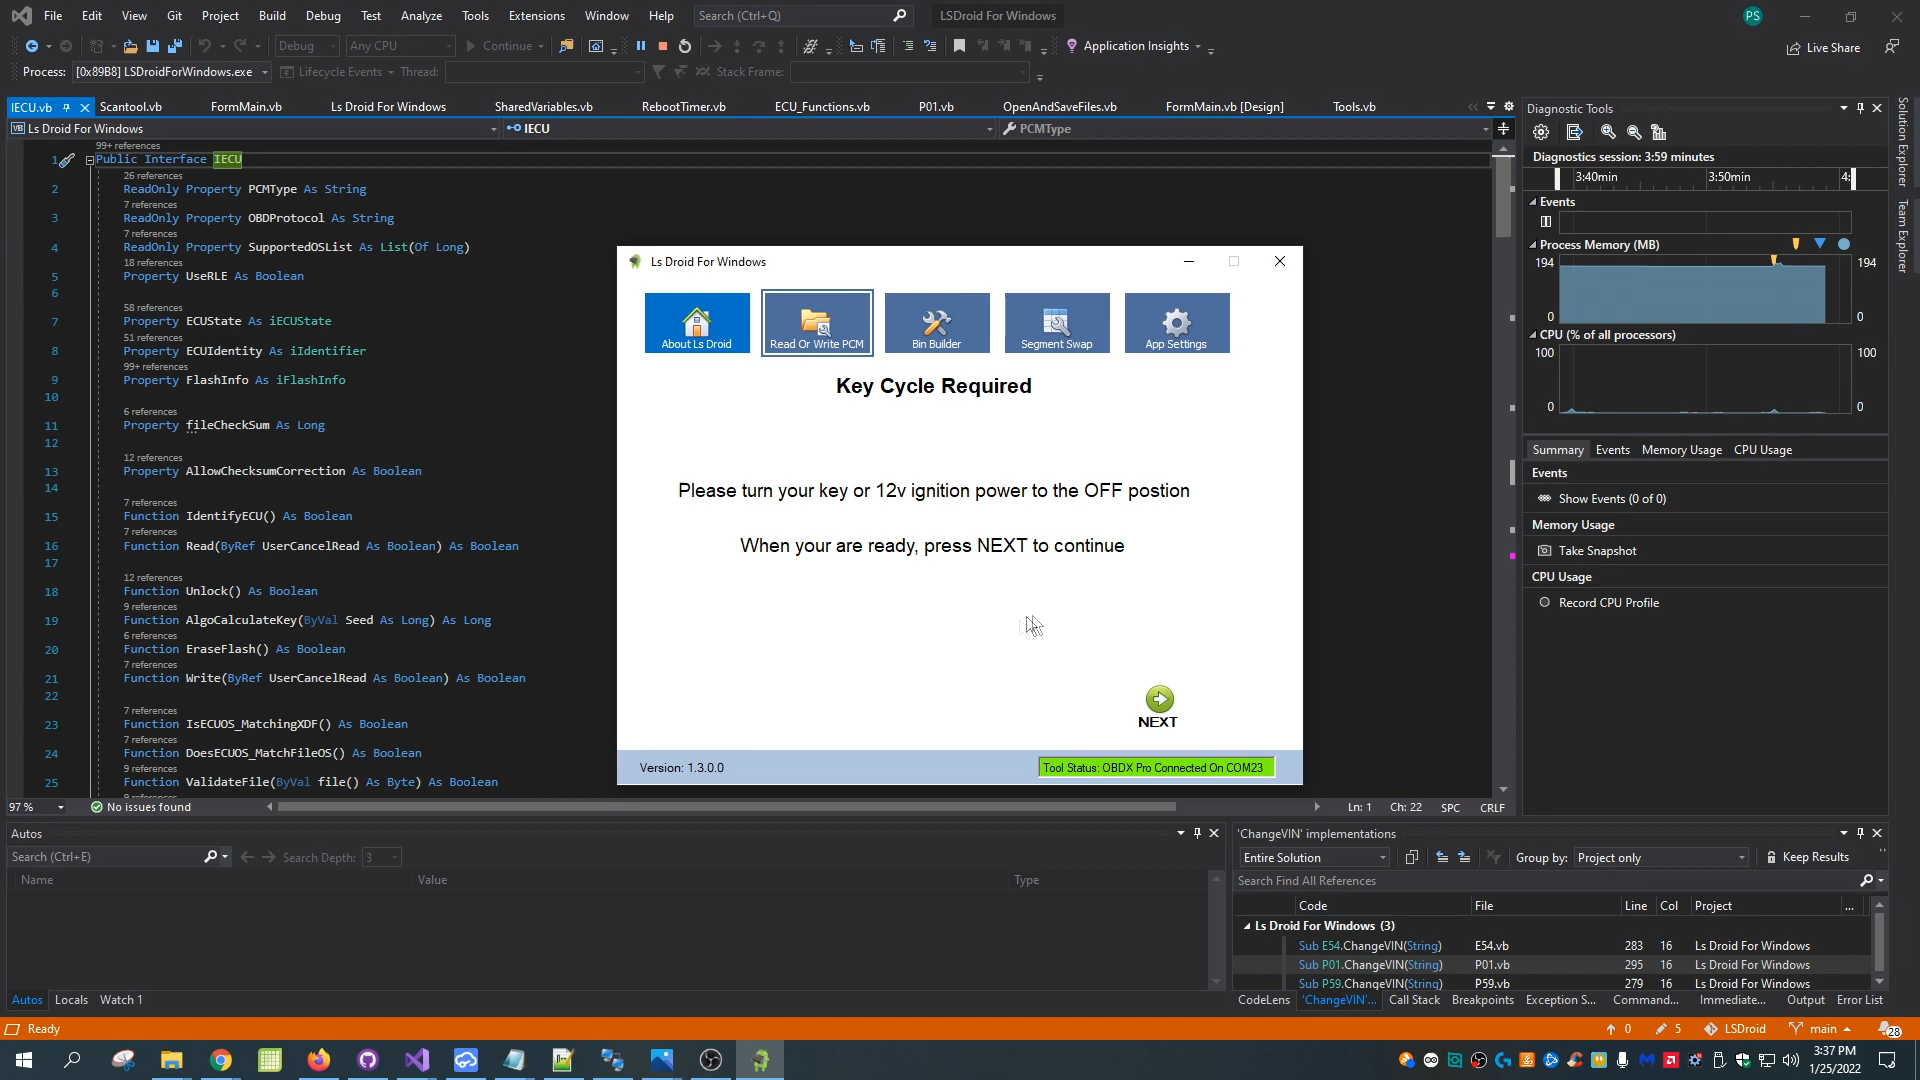 File Edit View Git Project Build Debug Test Analyze Tools Extensions Window Help Search (Ctrl+Q) LSDroid For Windows PS
Debug Any CPU Continue Application Insights Live Share
Process: [0x89B8] LSDroidForWindows.exe Lifecycle Events Thread: Stack Frame:
IECU.vb Scantool.vb FormMain.vb Ls Droid For Windows SharedVariables.vb RebootTimer.vb ECU_Functions.vb P01.vb OpenAndSaveFiles.vb FormMain.vb [Design] Tools.vb
Ls Droid For Windows IECU PCMType
99+ references
1 Public Interface IECU
26 references
2 ReadOnly Property PCMType As String
7 references
3 ReadOnly Property OBDProtocol As String
7 references
4 ReadOnly Property SupportedOSList As List(Of Long)
18 references
5 Property UseRLE As Boolean
6
58 references
7 Property ECUState As iECUState
51 references
8 Property ECUIdentity As iIdentifier
99+ references
9 Property FlashInfo As iFlashInfo
10
6 references
11 Property fileCheckSum As Long
12
12 references
13 Property AllowChecksumCorrection As Boolean
14
7 references
15 Function IdentifyECU() As Boolean
7 references
16 Function Read(ByRef UserCancelRead As Boolean) As Boolean
17
12 references
18 Function Unlock() As Boolean
9 references
19 Function AlgoCalculateKey(ByVal Seed As Long) As Long
6 references
20 Function EraseFlash() As Boolean
7 references
21 Function Write(ByRef UserCancelRead As Boolean) As Boolean
22
7 references
23 Function IsECUOS_MatchingXDF() As Boolean
7 references
24 Function DoesECUOS_MatchFileOS() As Boolean
9 references
25 Function ValidateFile(ByVal file() As Byte) As Boolean
97 % No issues found Ln: 1 Ch: 22 SPC CRLF
Ls Droid For Windows
About Ls Droid Read Or Write PCM Bin Builder Segment Swap App Settings
Key Cycle Required
Please turn your key or 12v ignition power to the OFF postion
When your are ready, press NEXT to continue
NEXT
Version: 1.3.0.0 Tool Status: OBDX Pro Connected On COM23
Diagnostic Tools
Diagnostics session: 3:59 minutes
3:40min 3:50min 4:
Events
Process Memory (MB)
194 194
0 0
CPU (% of all processors)
100 100
0 0
Summary Events Memory Usage CPU Usage
Events
Show Events (0 of 0)
Memory Usage
Take Snapshot
CPU Usage
Record CPU Profile
Solution Explorer
Team Explorer
Autos
Search (Ctrl+E) Search Depth: 3
Name Value Type
Autos Locals Watch 1
'ChangeVIN' implementations
Entire Solution Group by: Project only Keep Results
Search Find All References
Code File Line Col Project ...
Ls Droid For Windows (3)
Sub E54.ChangeVIN(String) E54.vb 283 16 Ls Droid For Windows
Sub P01.ChangeVIN(String) P01.vb 295 16 Ls Droid For Windows
Sub P59.ChangeVIN(String) P59.vb 279 16 Ls Droid For Windows
CodeLens 'ChangeVIN'... Call Stack Breakpoints Exception S... Command... Immediate... Output Error List
Ready 0 5 LSDroid main 28
3:37 PM
1/25/2022